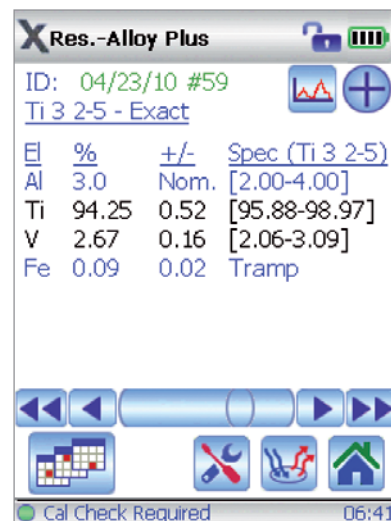 XRes.-Alloy Plus
ID: 04/23/10 #59
Ti 3 2-5 - Exact
El % +/- Spec (Ti 3 2-5)
Al 3.0 Nom. [2.00-4.00]
Ti 94.25 0.52 [95.88-98.97]
V 2.67 0.16 [2.06-3.09]
Fe 0.09 0.02 Tramp
Cal Check Required 06:41